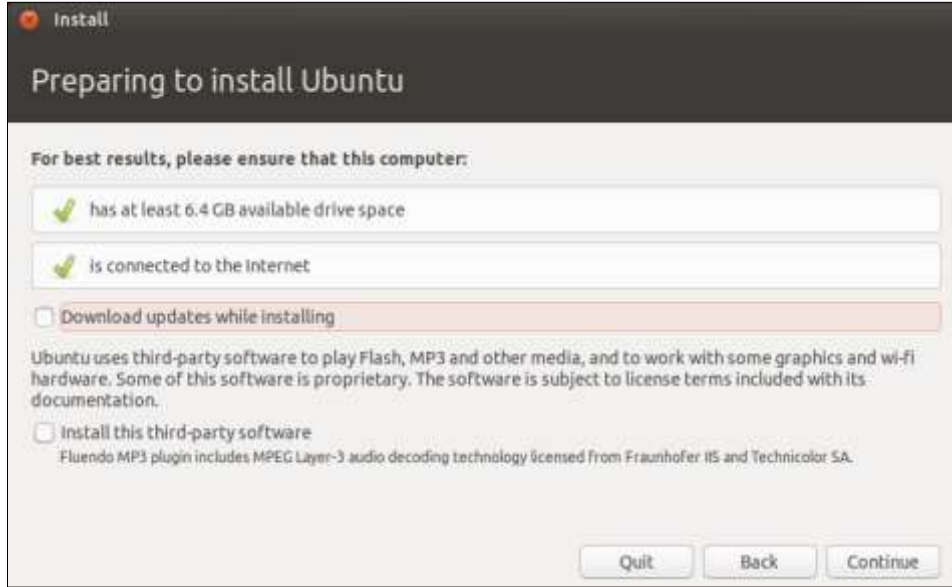 Install
Preparing to install Ubuntu
For best results, please ensure that this computer:
has at least 6.4 GB available drive space
is connected to the Internet
Download updates while installing
Ubuntu uses third-party software to play Flash, MP3 and other media, and to work with some graphics and wi-fi
hardware. Some of this software is proprietary. The software is subject to license terms included with its
documentation.
Install this third-party software
Fluendo MP3 plugin includes MPEG Layer-3 audio decoding technology licensed from Fraunhofer IIS and Technicolor SA.
Quit Back Continue